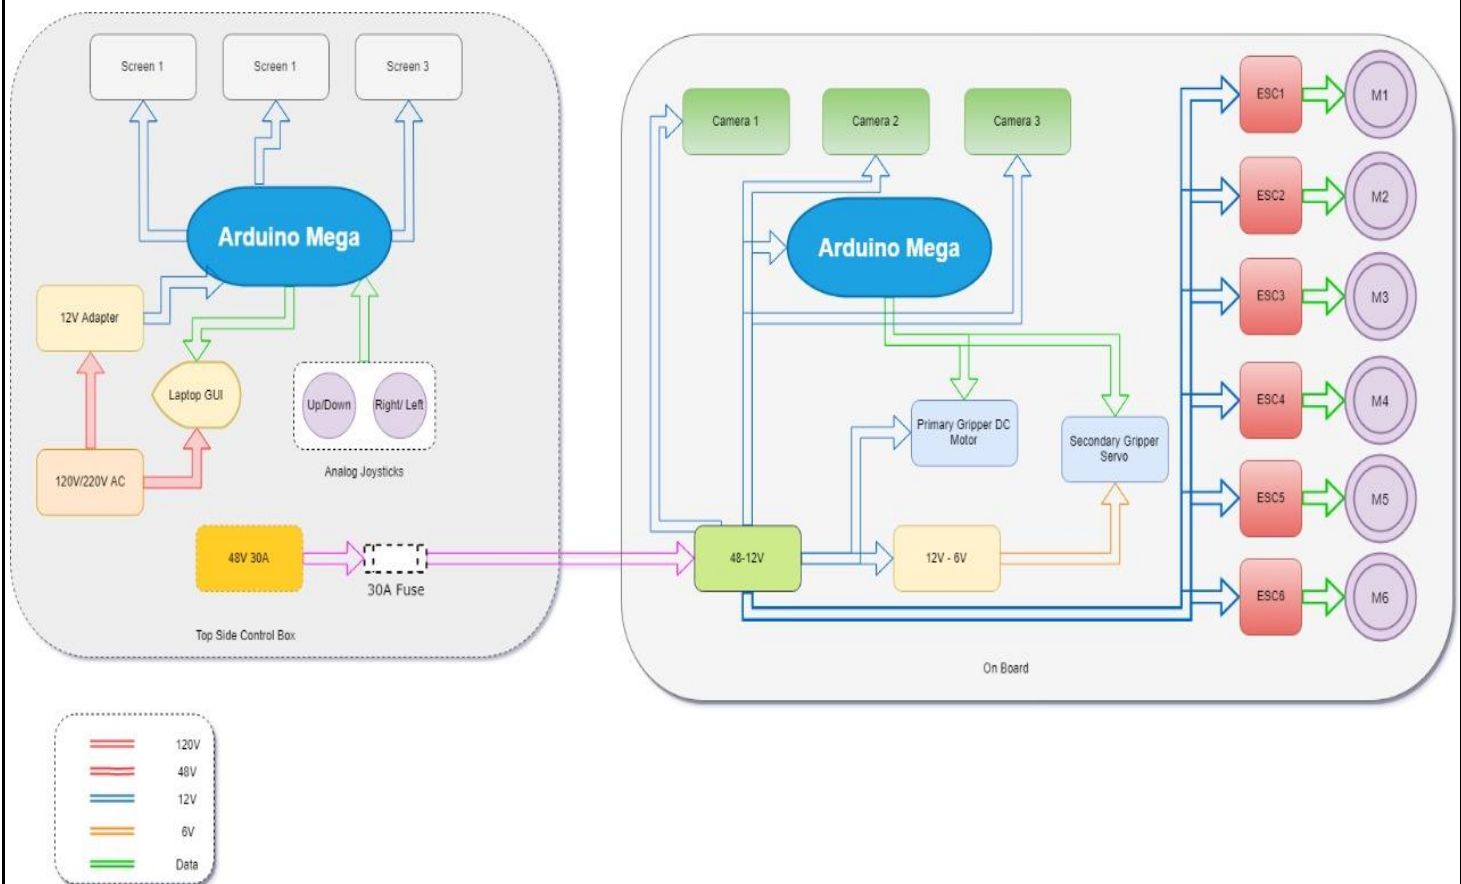 Screen 1
Screen 1
Screen 3
Arduino Mega
12V Adapter
Laptop GUI
Up/Down
Right/ Left
Analog Joysticks
120V/220V AC
48V 30A
30A Fuse
Top Side Control Box
Camera 1
Camera 2
Camera 3
Arduino Mega
Primary Gripper DC
Motor
Secondary Gripper
Servo
48-12V
12V - 6V
ESC1
M1
ESC2
M2
ESC3
M3
ESC4
M4
ESC5
M5
ESC6
M6
On Board
120V
48V
12V
6V
Data